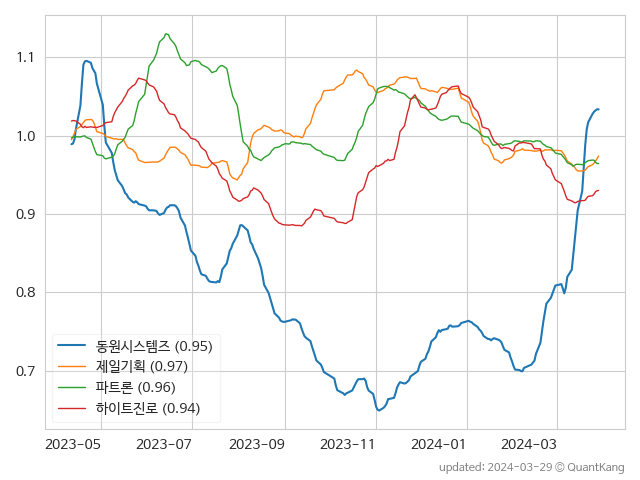 1.1
1.0
0.9
0.8
0.7
동원시스템즈 (0.95)
제일기획 (0.97)
파트론 (0.96)
하이트진로 (0.94)
2023-05 2023-07 2023-09 2023-11 2024-01 2024-03
updated: 2024-03-29 © QuantKang